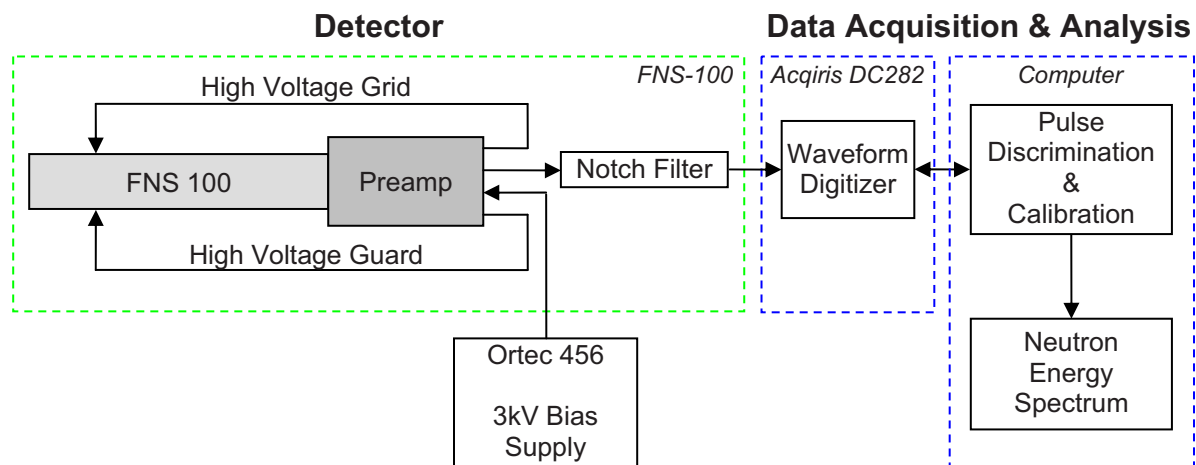 Detector
Data Acquisition & Analysis
FNS-100
Acqiris DC282
Computer
High Voltage Grid
FNS 100
Preamp
Notch Filter
Waveform
Digitizer
Pulse
Discrimination
&
Calibration
High Voltage Guard
Ortec 456
3kV Bias
Supply
Neutron
Energy
Spectrum